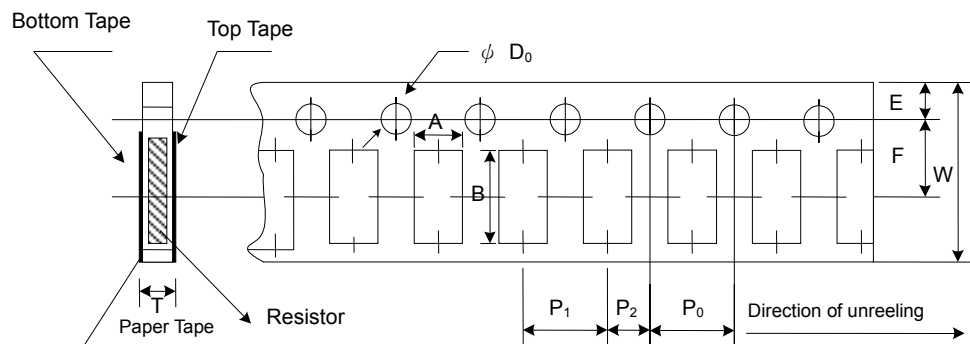 Bottom Tape
Top Tape
φ D₀
E
A
F
W
B
T
Paper Tape
Resistor
P₁
P₂
P₀
Direction of unreeling